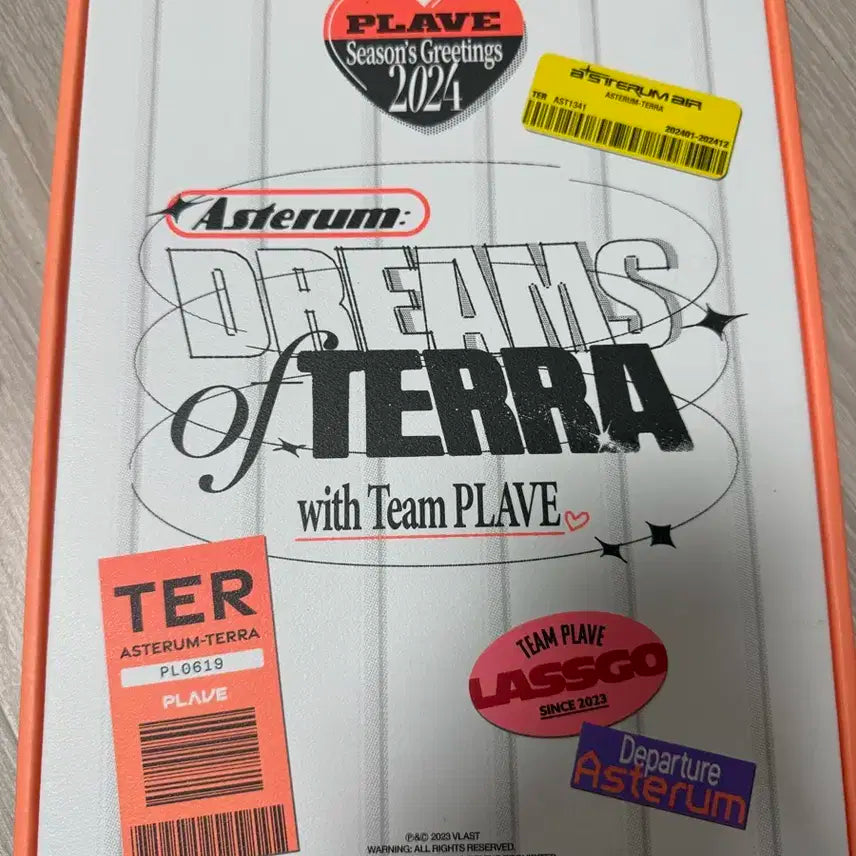 PLAVE
Season's Greetings
2024
a'sterum air
ASTERUM-TERRA
TER AST1341
202401-202412
Asterum:
DREAMS
of TERRA
with Team PLAVE
TER
ASTERUM-TERRA
PL0619
PLAVE
TEAM PLAVE
LASSGO
SINCE 2023
Departure
Asterum
℗&© 2023 VLAST
WARNING: ALL RIGHTS RESERVED.